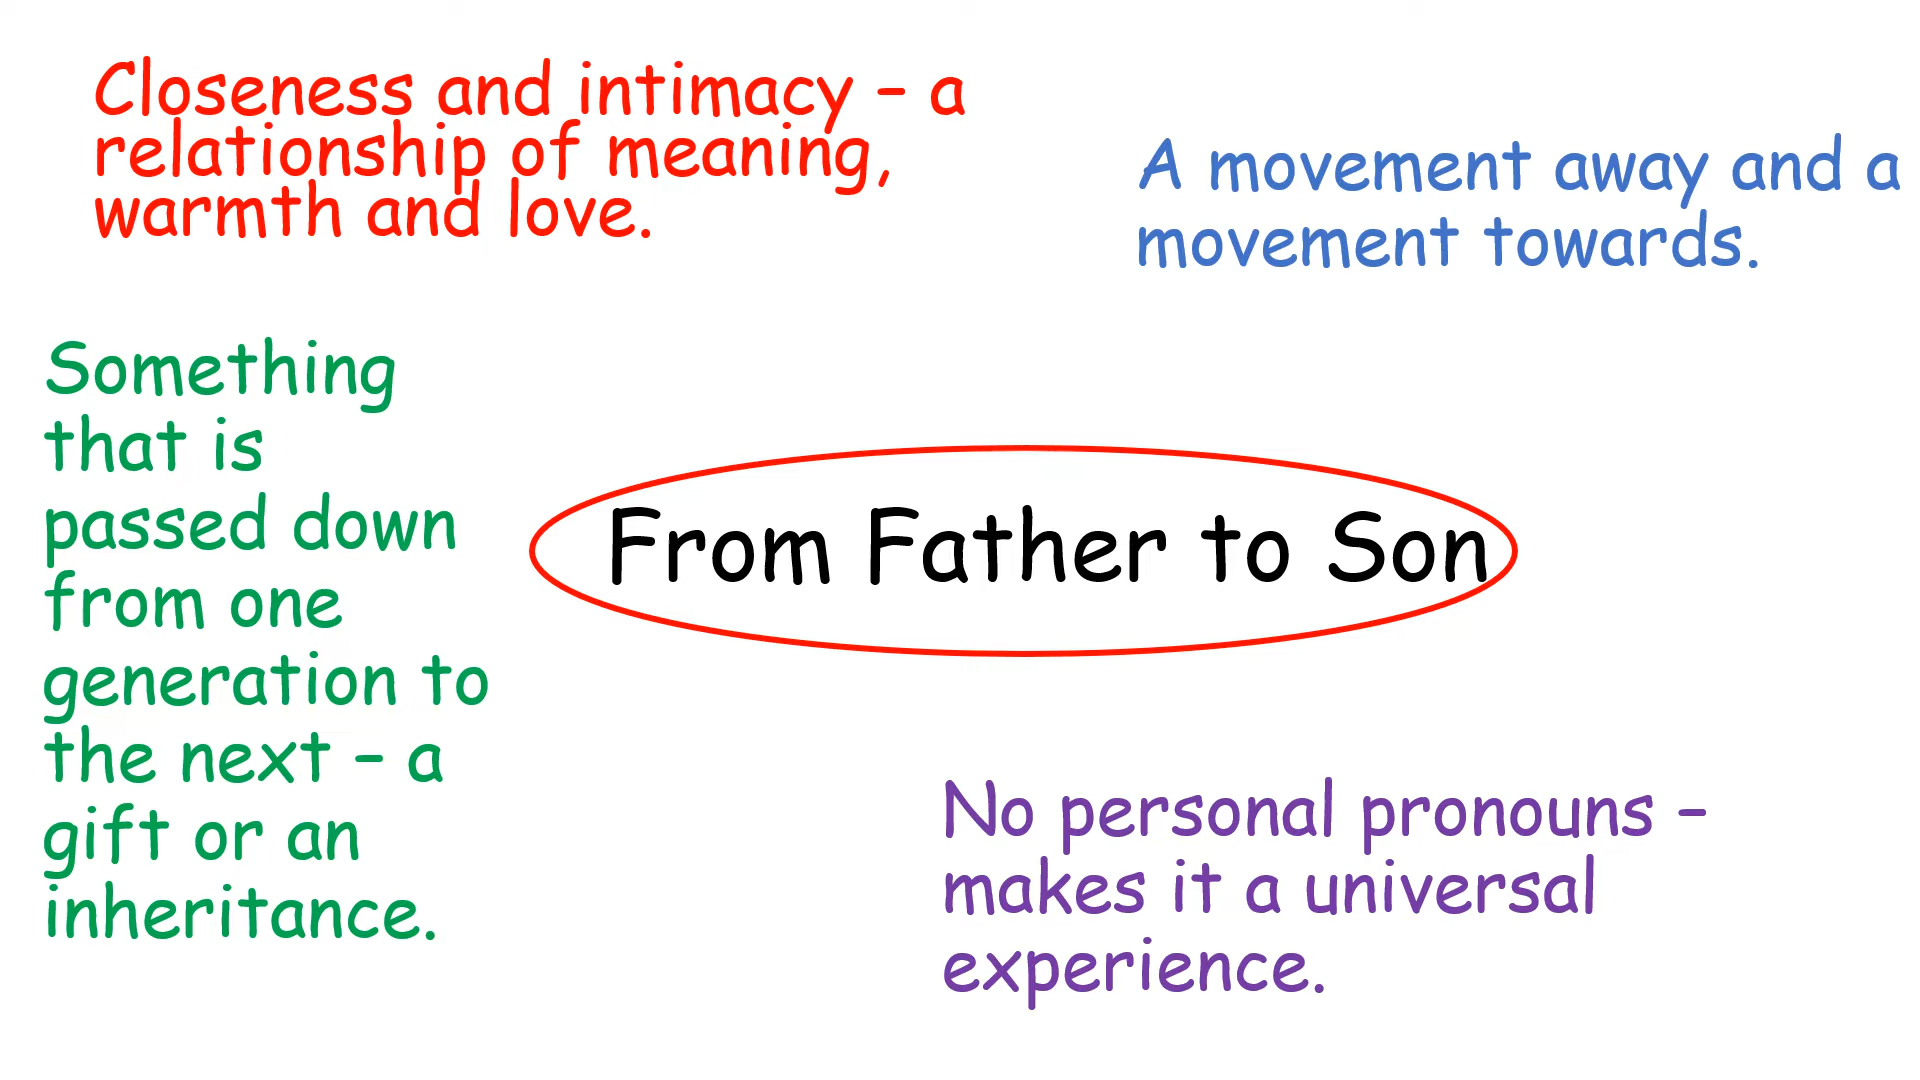 Closeness and intimacy – a
relationship of meaning,
warmth and love.
A movement away and a
movement towards.
Something
that is
passed down
from one
generation to
the next – a
gift or an
inheritance.
From Father to Son
No personal pronouns –
makes it a universal
experience.